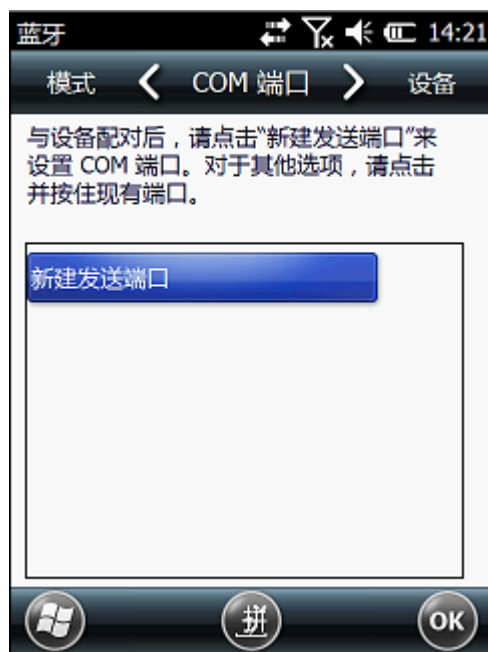 蓝牙 14:21
模式 COM 端口 设备
与设备配对后，请点击“新建发送端口”来
设置 COM 端口。对于其他选项，请点击
并按住现有端口。
新建发送端口
拼 OK